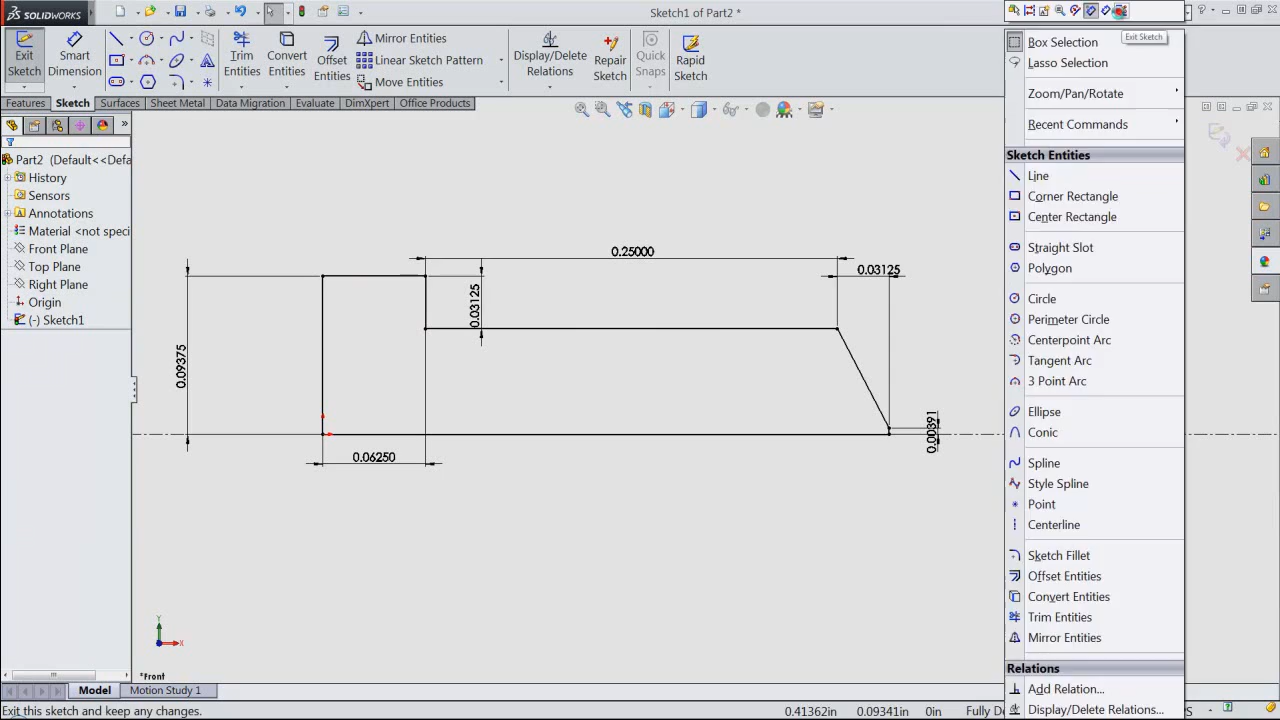 SOLIDWORKS
Sketch1 of Part2 *
Exit Sketch
Exit
Sketch
Smart
Dimension
Trim
Entities
Convert
Entities
Offset
Entities
Mirror Entities
Linear Sketch Pattern
Move Entities
Display/Delete
Relations
Repair
Sketch
Quick
Snaps
Rapid
Sketch
Features
Sketch
Surfaces
Sheet Metal
Data Migration
Evaluate
DimXpert
Office Products
Part2 (Default<<Defa
History
Sensors
Annotations
Material <not speci
Front Plane
Top Plane
Right Plane
Origin
(-) Sketch1
0.25000
0.03125
0.03125
0.09375
0.00391
0.06250
Y
X
*Front
Box Selection
Lasso Selection
Zoom/Pan/Rotate
Recent Commands
Sketch Entities
Line
Corner Rectangle
Center Rectangle
Straight Slot
Polygon
Circle
Perimeter Circle
Centerpoint Arc
Tangent Arc
3 Point Arc
Ellipse
Conic
Spline
Style Spline
Point
Centerline
Sketch Fillet
Offset Entities
Convert Entities
Trim Entities
Mirror Entities
Relations
Add Relation...
Display/Delete Relations...
Model
Motion Study 1
Exit this sketch and keep any changes.
0.41362in
0.09341in
0in
Fully De